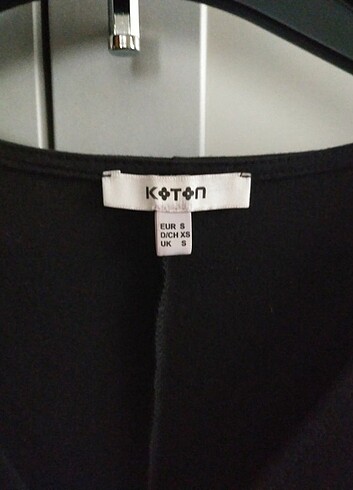 KOTON
EUR S
D/CH XS
UK S